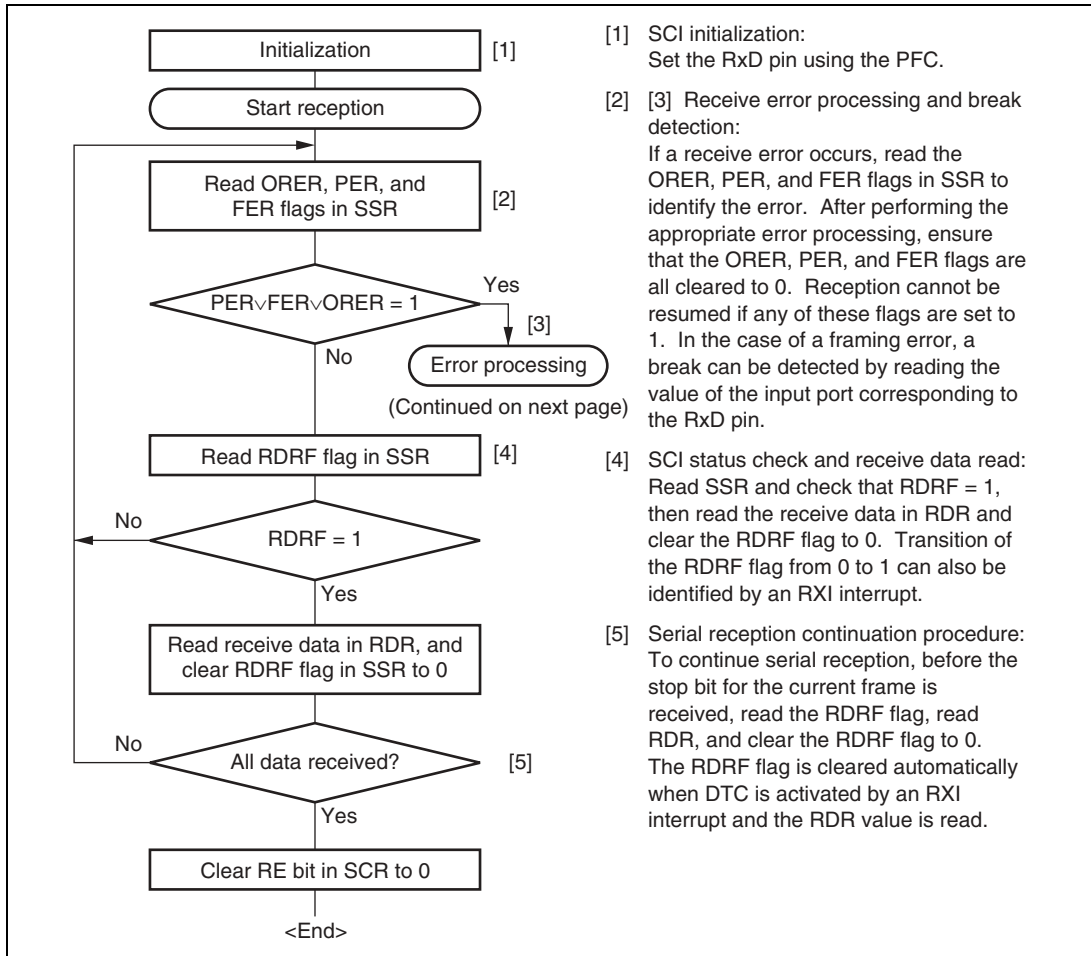 Initialization
[1]
Start reception
Read ORER, PER, and
FER flags in SSR
[2]
PER∨FER∨ORER = 1
Yes
[3]
No
Error processing
(Continued on next page)
Read RDRF flag in SSR
[4]
No
RDRF = 1
Yes
Read receive data in RDR, and
clear RDRF flag in SSR to 0
No
All data received?
[5]
Yes
Clear RE bit in SCR to 0
<End>
[1] SCI initialization:
Set the RxD pin using the PFC.
[2] [3] Receive error processing and break
detection:
If a receive error occurs, read the
ORER, PER, and FER flags in SSR to
identify the error. After performing the
appropriate error processing, ensure
that the ORER, PER, and FER flags are
all cleared to 0. Reception cannot be
resumed if any of these flags are set to
1. In the case of a framing error, a
break can be detected by reading the
value of the input port corresponding to
the RxD pin.
[4] SCI status check and receive data read:
Read SSR and check that RDRF = 1,
then read the receive data in RDR and
clear the RDRF flag to 0. Transition of
the RDRF flag from 0 to 1 can also be
identified by an RXI interrupt.
[5] Serial reception continuation procedure:
To continue serial reception, before the
stop bit for the current frame is
received, read the RDRF flag, read
RDR, and clear the RDRF flag to 0.
The RDRF flag is cleared automatically
when DTC is activated by an RXI
interrupt and the RDR value is read.